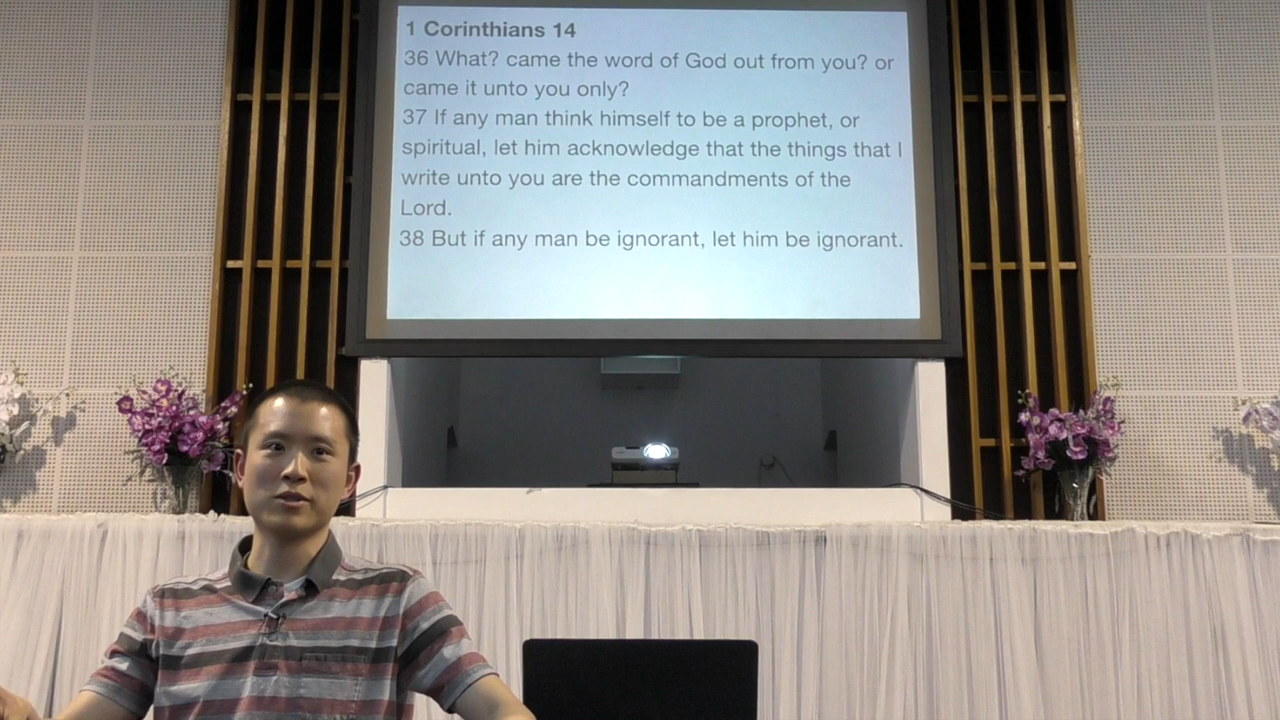 1 Corinthians 14
36 What? came the word of God out from you? or
came it unto you only?
37 If any man think himself to be a prophet, or
spiritual, let him acknowledge that the things that I
write unto you are the commandments of the
Lord.
38 But if any man be ignorant, let him be ignorant.